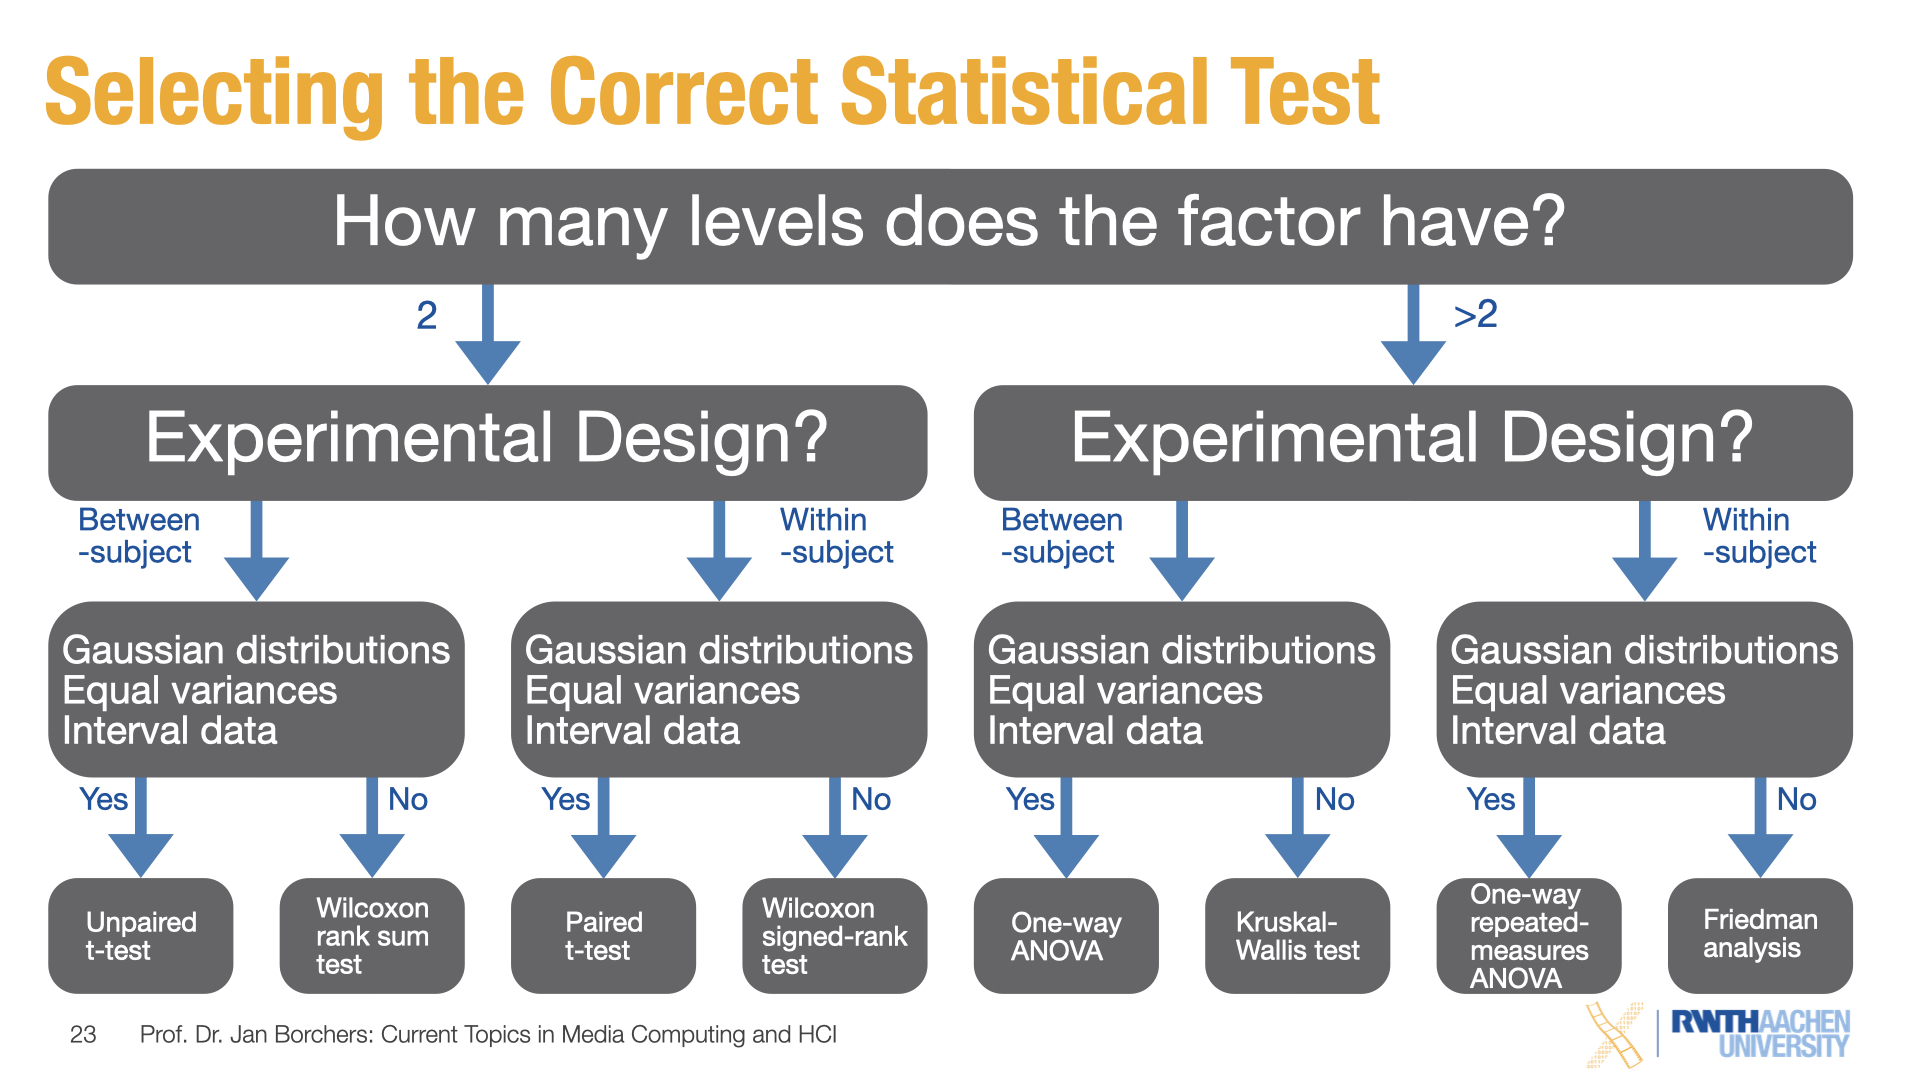 Selecting the Correct Statistical Test
How many levels does the factor have?
2
>2
Experimental Design?
Experimental Design?
Between
-subject
Within
-subject
Between
-subject
Within
-subject
Gaussian distributions
Equal variances
Interval data
Gaussian distributions
Equal variances
Interval data
Gaussian distributions
Equal variances
Interval data
Gaussian distributions
Equal variances
Interval data
Yes
No
Yes
No
Yes
No
Yes
No
Unpaired
t-test
Wilcoxon
rank sum
test
Paired
t-test
Wilcoxon
signed-rank
test
One-way
ANOVA
Kruskal-
Wallis test
One-way
repeated-
measures
ANOVA
Friedman
analysis
23 Prof. Dr. Jan Borchers: Current Topics in Media Computing and HCI
RWTH AACHEN
UNIVERSITY